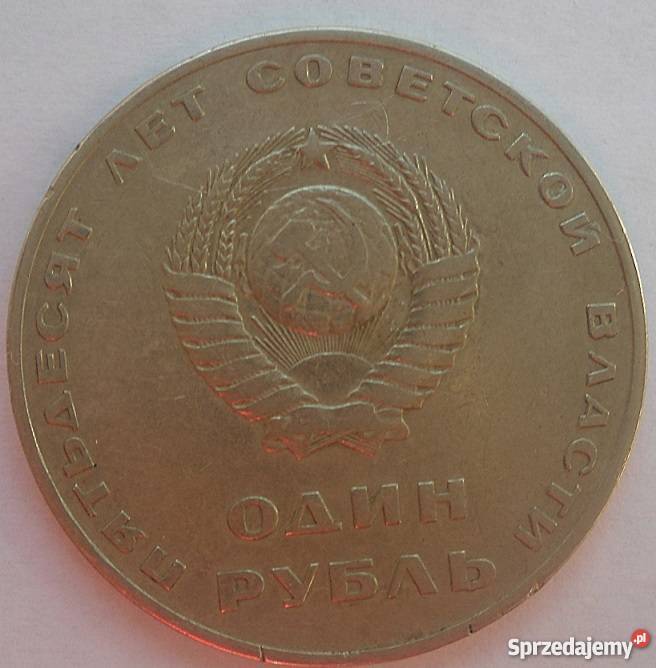 ПЯТЬДЕСЯТ ЛЕТ СОВЕТСКОЙ ВЛАСТИ
ОДИН
РУБЛЬ
Sprzedajemy.pl